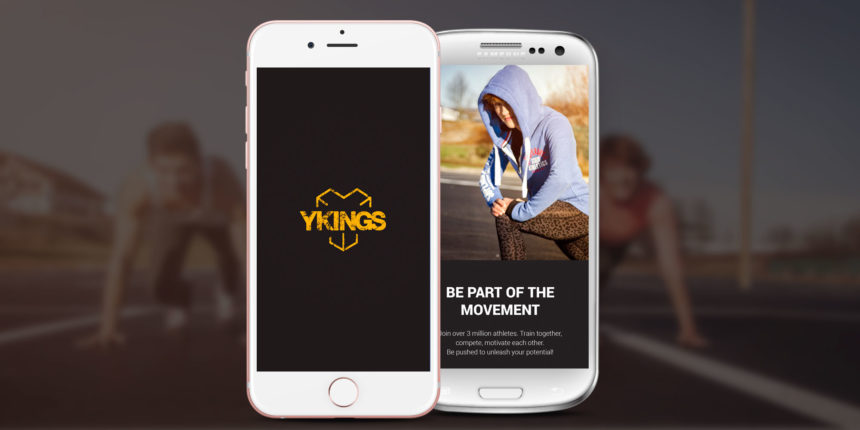 YKINGS
BE PART OF THE
MOVEMENT
Join over 3 million athletes. Train together,
compete, motivate each other.
Be pushed to unleash your potential!